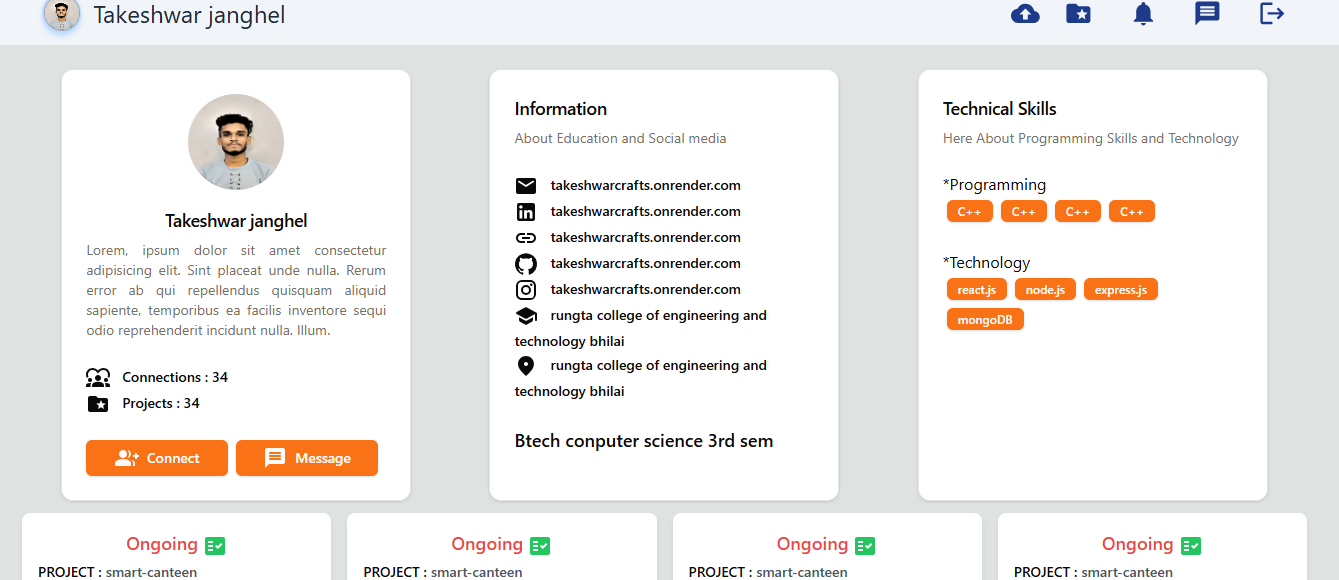 Takeshwar janghel
Takeshwar janghel
Lorem, ipsum dolor sit amet consectetur
adipisicing elit. Sint placeat unde nulla. Rerum
error ab qui repellendus quisquam aliquid
sapiente, temporibus ea facilis inventore sequi
odio reprehenderit incidunt nulla. Illum.
Connections : 34
Projects : 34
Connect
Message
Information
About Education and Social media
takeshwarcrafts.onrender.com
takeshwarcrafts.onrender.com
takeshwarcrafts.onrender.com
takeshwarcrafts.onrender.com
takeshwarcrafts.onrender.com
rungta college of engineering and
technology bhilai
rungta college of engineering and
technology bhilai
Btech conputer science 3rd sem
Technical Skills
Here About Programming Skills and Technology
*Programming
C++ C++ C++ C++
*Technology
react.js node.js express.js
mongoDB
Ongoing
PROJECT : smart-canteen
Ongoing
PROJECT : smart-canteen
Ongoing
PROJECT : smart-canteen
Ongoing
PROJECT : smart-canteen